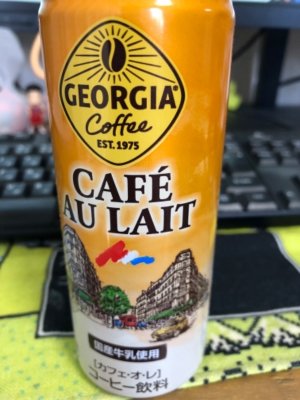 GEORGIA
Coffee
EST. 1975
CAFÉ
AU LAIT
国産牛乳使用
[カフェ・オ・レ]
コーヒー飲料